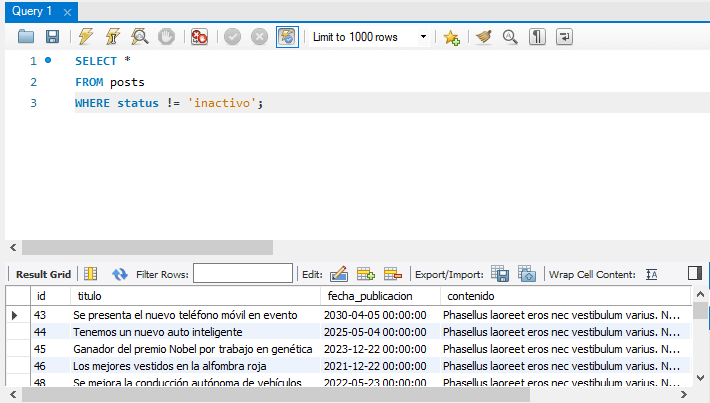 Query 1
Limit to 1000 rows
1 SELECT *
2 FROM posts
3 WHERE status != 'inactivo';
Result Grid Filter Rows: Edit: Export/Import: Wrap Cell Content:
id titulo fecha_publicacion contenido
43 Se presenta el nuevo teléfono móvil en evento 2030-04-05 00:00:00 Phasellus laoreet eros nec vestibulum varius. N...
44 Tenemos un nuevo auto inteligente 2025-05-04 00:00:00 Phasellus laoreet eros nec vestibulum varius. N...
45 Ganador del premio Nobel por trabajo en genética 2023-12-22 00:00:00 Phasellus laoreet eros nec vestibulum varius. N...
46 Los mejores vestidos en la alfombra roja 2021-12-22 00:00:00 Phasellus laoreet eros nec vestibulum varius. N...
48 Se mejora la conducción autónoma de vehículos 2022-05-23 00:00:00 Phasellus laoreet eros nec vestibulum varius. N...